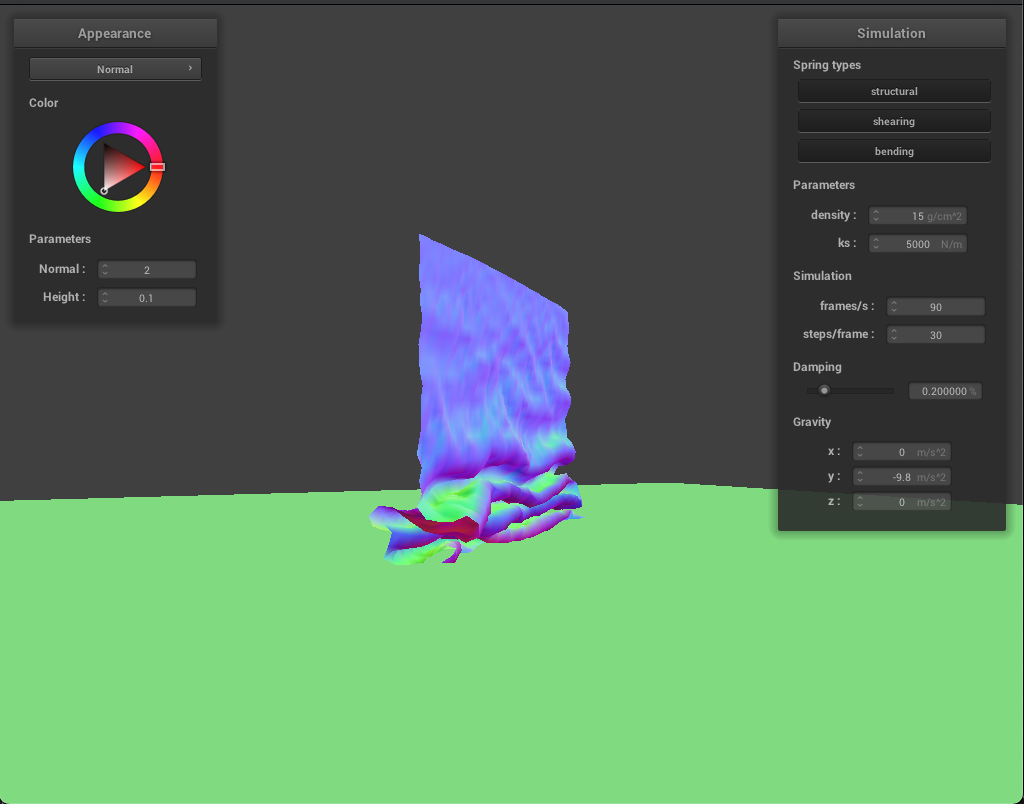 Appearance
Normal ›
Color
Parameters
Normal : 2
Height : 0.1
Simulation
Spring types
structural
shearing
bending
Parameters
density : 15 g/cm^2
ks : 5000 N/m
Simulation
frames/s : 90
steps/frame : 30
Damping
0.200000 %
Gravity
x : 0 m/s^2
y : -9.8 m/s^2
z : 0 m/s^2